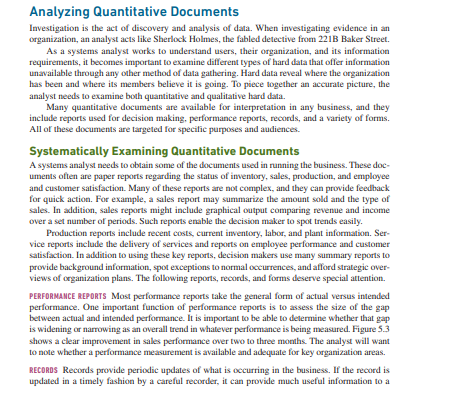 Analyzing Quantitative Documents
Investigation is the act of discovery and analysis of data. When investigating evidence in an
organization, an analyst acts like Sherlock Holmes, the fabled detective from 221B Baker Street.
As a systems analyst works to understand users, their organization, and its information
requirements, it becomes important to examine different types of hard data that offer information
unavailable through any other method of data gathering. Hard data reveal where the organization
has been and where its members believe it is going. To piece together an accurate picture, the
analyst needs to examine both quantitative and qualitative hard data.
Many quantitative documents are available for interpretation in any business, and they
include reports used for decision making, performance reports, records, and a variety of forms.
All of these documents are targeted for specific purposes and audiences.
Systematically Examining Quantitative Documents
A systems analyst needs to obtain some of the documents used in running the business. These doc-
uments often are paper reports regarding the status of inventory, sales, production, and employee
and customer satisfaction. Many of these reports are not complex, and they can provide feedback
for quick action. For example, a sales report may summarize the amount sold and the type of
sales. In addition, sales reports might include graphical output comparing revenue and income
over a set number of periods. Such reports enable the decision maker to spot trends easily.
Production reports include recent costs, current inventory, labor, and plant information. Ser-
vice reports include the delivery of services and reports on employee performance and customer
satisfaction. In addition to using these key reports, decision makers use many summary reports to
provide background information, spot exceptions to normal occurrences, and afford strategic over-
views of organization plans. The following reports, records, and forms deserve special attention.
PERFORMANCE REPORTS Most performance reports take the general form of actual versus intended
performance. One important function of performance reports is to assess the size of the gap
between actual and intended performance. It is important to be able to determine whether that gap
is widening or narrowing as an overall trend in whatever performance is being measured. Figure 5.3
shows a clear improvement in sales performance over two to three months. The analyst will want
to note whether a performance measurement is available and adequate for key organization areas.
RECORDS Records provide periodic updates of what is occurring in the business. If the record is
updated in a timely fashion by a careful recorder, it can provide much useful information to a